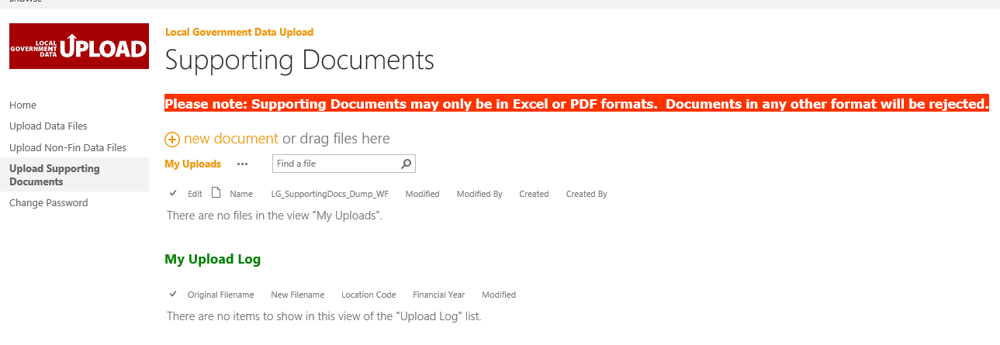 BROWSE
LOCAL
GOVERNMENT
DATA
UPLOAD
Local Government Data Upload
Supporting Documents
Please note: Supporting Documents may only be in Excel or PDF formats.  Documents in any other format will be rejected.
Home
Upload Data Files
Upload Non-Fin Data Files
Upload Supporting
Documents
Change Password
new document or drag files here
My Uploads ••• Find a file
Edit Name LG_SupportingDocs_Dump_WF Modified Modified By Created Created By
There are no files in the view "My Uploads".
My Upload Log
Original Filename New Filename Location Code Financial Year Modified
There are no items to show in this view of the "Upload Log" list.